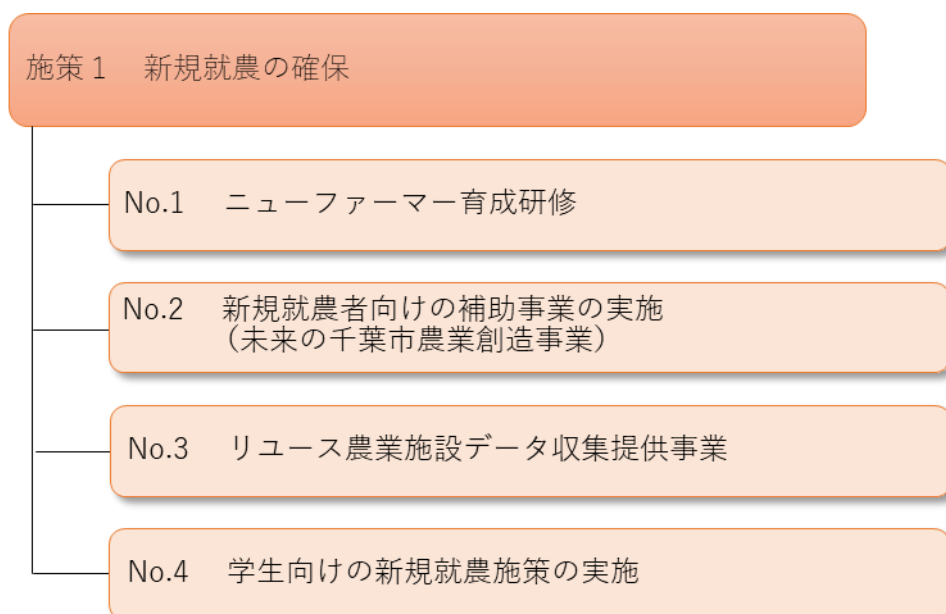 施策1 新規就農の確保
No.1 ニューファーマー育成研修
No.2 新規就農者向けの補助事業の実施
（未来の千葉市農業創造事業）
No.3 リユース農業施設データ収集提供事業
No.4 学生向けの新規就農施策の実施